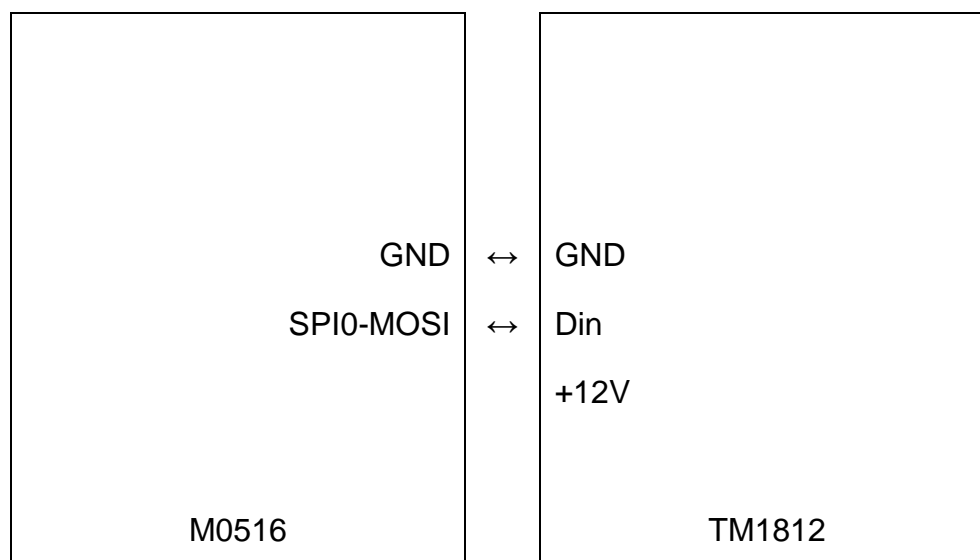 GND ↔ GND
SPI0-MOSI ↔ Din
+12V
M0516 TM1812